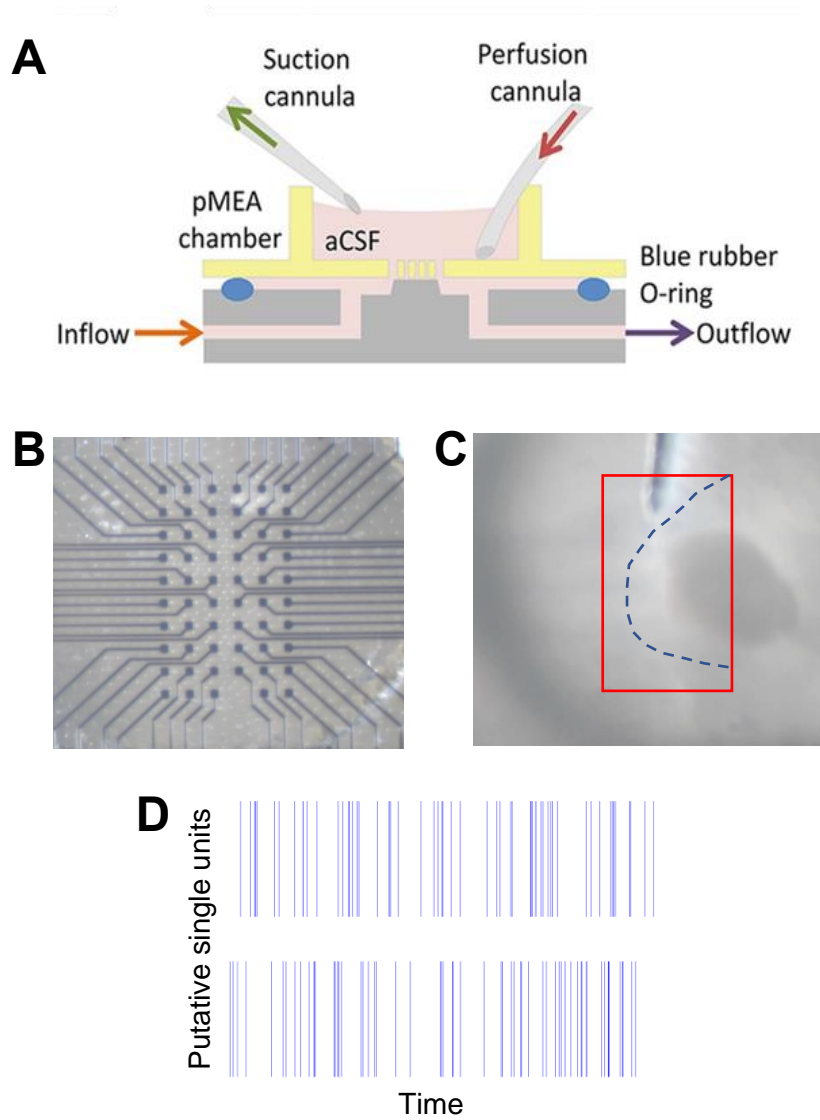 A
Suction
cannula
Perfusion
cannula
pMEA
chamber
aCSF
Blue rubber
O-ring
Inflow
Outflow
B
C
D
Putative single units
Time